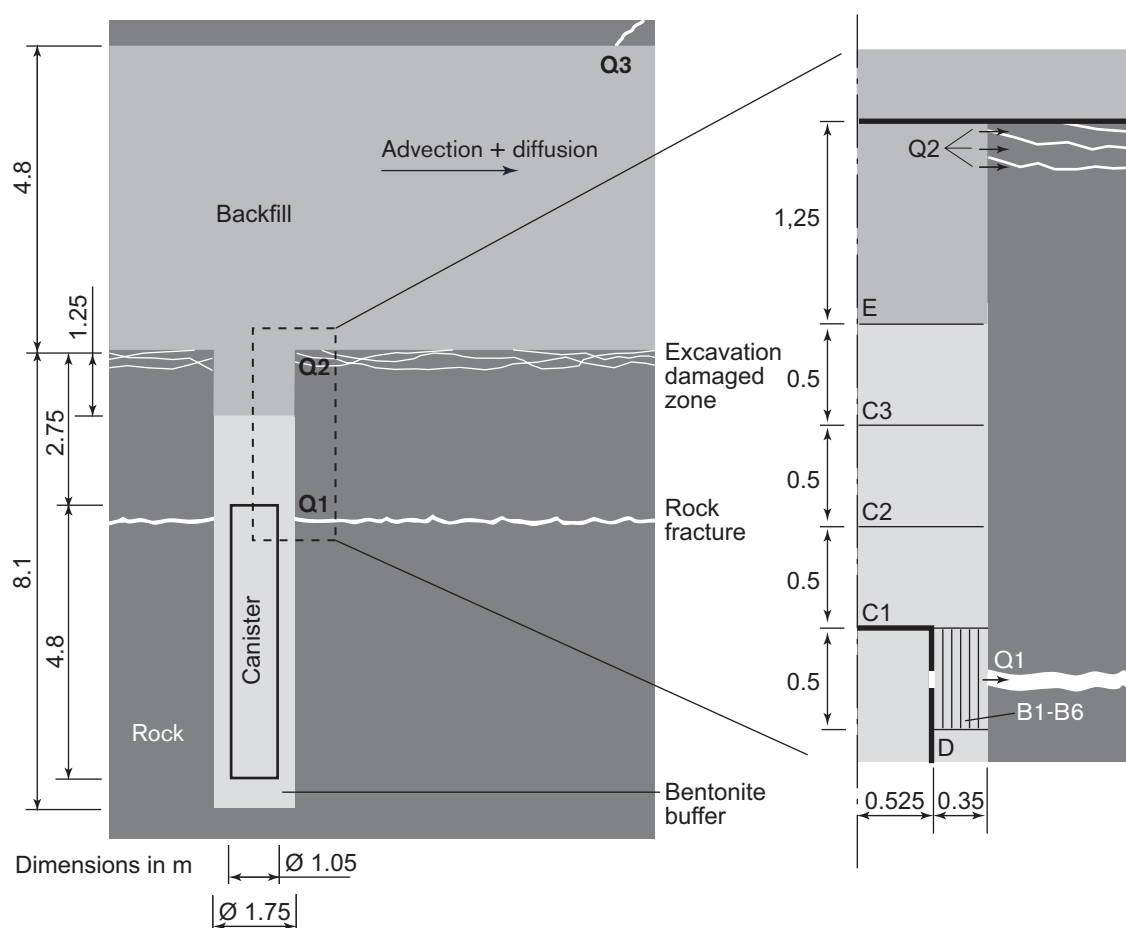 Q3
4.8
Advection + diffusion
Backfill
1.25
Q2
Excavation
damaged
zone
2.75
Q1
Rock
fracture
8.1
4.8
Canister
Rock
Bentonite
buffer
Dimensions in m
Ø 1.05
Ø 1.75
Q2
1,25
E
0.5
C3
0.5
C2
0.5
C1
0.5
Q1
B1-B6
D
0.525
0.35